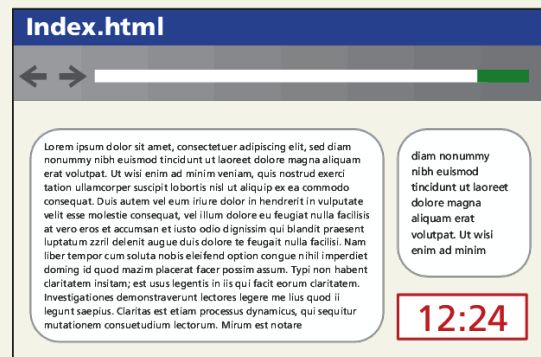 Index.html
Lorem ipsum dolor sit amet, consectetuer adipiscing elit, sed diam
nonummy nibh euismod tincidunt ut laoreet dolore magna aliquam
erat volutpat. Ut wisi enim ad minim veniam, quis nostrud exerci
tation ullamcorper suscipit lobortis nisl ut aliquip ex ea commodo
consequat. Duis autem vel eum iriure dolor in hendrerit in vulputate
velit esse molestie consequat, vel illum dolore eu feugiat nulla facilisis
at vero eros et accumsan et iusto odio dignissim qui blandit praesent
luptatum zzril delenit augue duis dolore te feugait nulla facilisi. Nam
liber tempor cum soluta nobis eleifend option congue nihil imperdiet
doming id quod mazim placerat facer possim assum. Typi non habent
claritatem insitam; est usus legentis in iis qui facit eorum claritatem.
Investigationes demonstraverunt lectores legere me lius quod ii
legunt saepius. Claritas est etiam processus dynamicus, qui sequitur
mutationem consuetudium lectorum. Mirum est notare
diam nonummy
nibh euismod
tincidunt ut laoreet
dolore magna
aliquam erat
volutpat. Ut wisi
enim ad minim
12:24